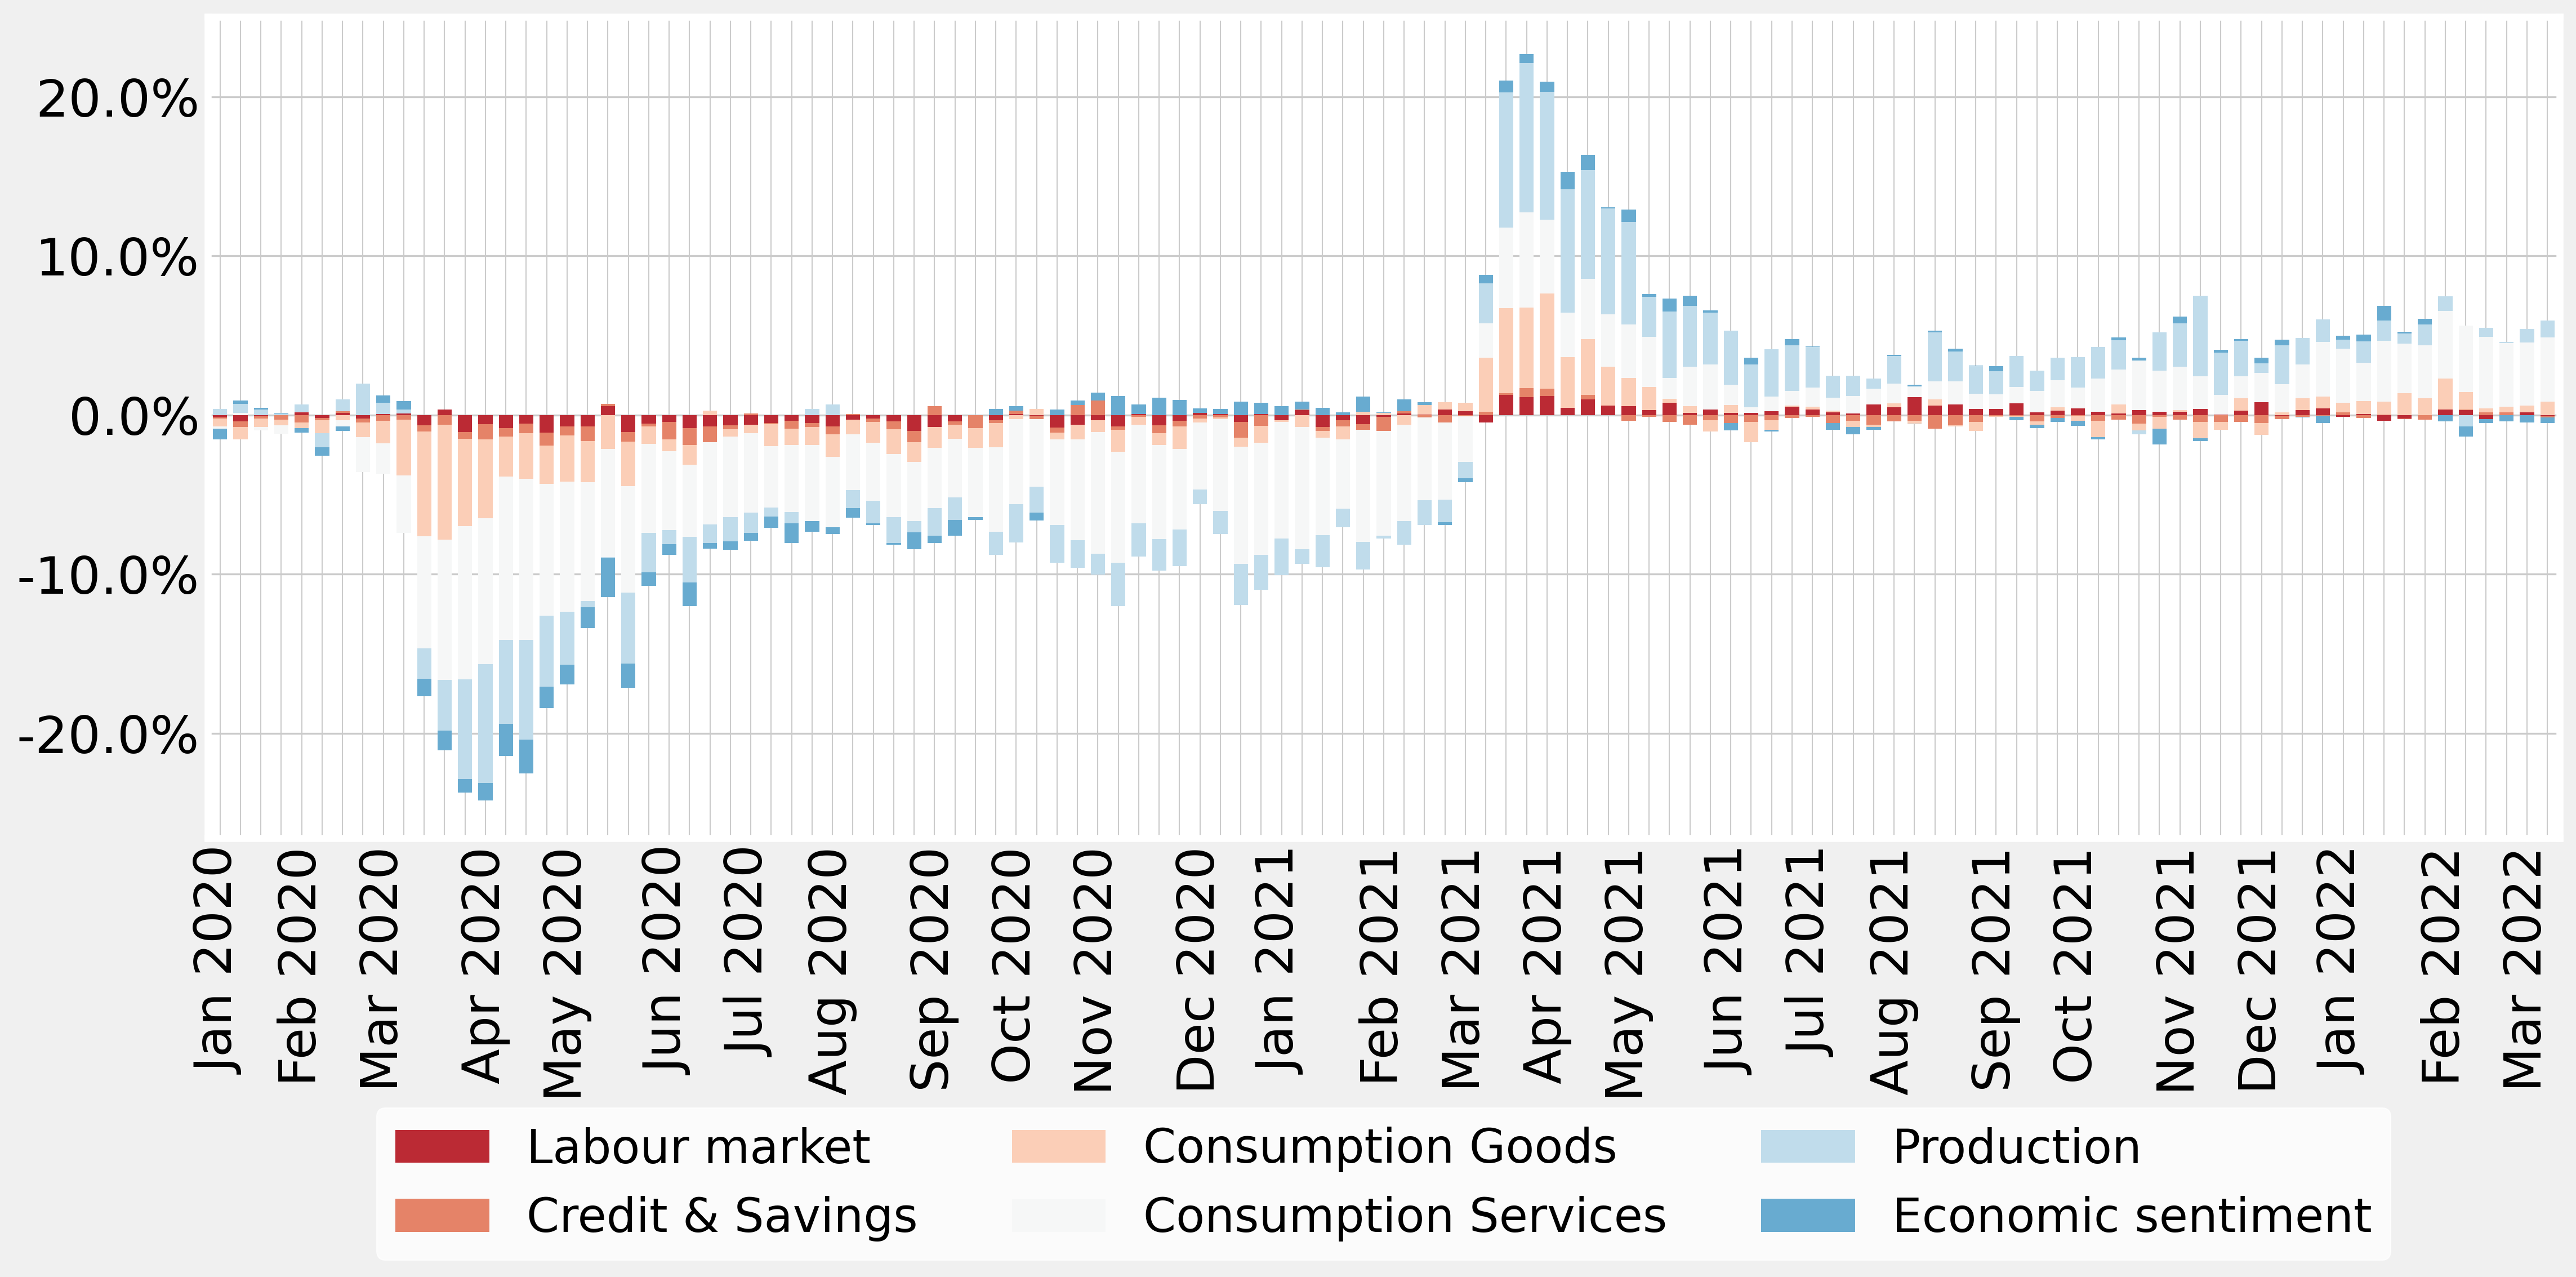 20.0%
10.0%
0.0%
-10.0%
-20.0%
Jan 2020
Feb 2020
Mar 2020
Apr 2020
May 2020
Jun 2020
Jul 2020
Aug 2020
Sep 2020
Oct 2020
Nov 2020
Dec 2020
Jan 2021
Feb 2021
Mar 2021
Apr 2021
May 2021
Jun 2021
Jul 2021
Aug 2021
Sep 2021
Oct 2021
Nov 2021
Dec 2021
Jan 2022
Feb 2022
Mar 2022
Labour market
Credit & Savings
Consumption Goods
Consumption Services
Production
Economic sentiment